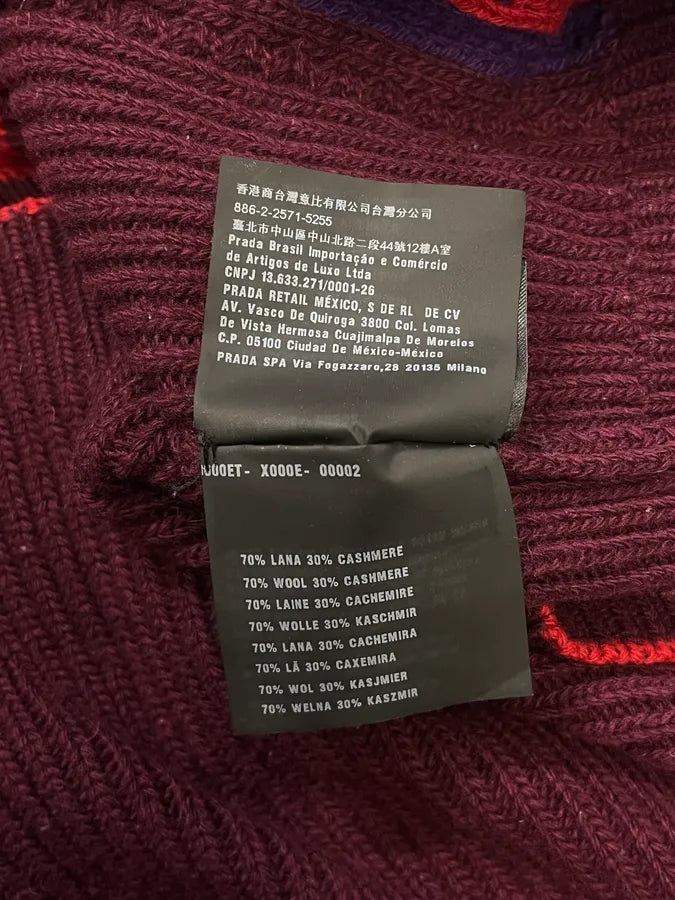 香港商台灣意比有限公司台灣分公司
886-2-2571-5255
臺北市中山區中山北路二段44號12樓A室
Prada Brasil Importação e Comércio
de Artigos de Luxo Ltda
CNPJ 13.633.271/0001-26
PRADA RETAIL MÉXICO, S DE RL DE CV
AV. Vasco De Quiroga 3800 Col. Lomas
De Vista Hermosa Cuajimalpa De Morelos
C.P. 05100 Ciudad De México-México
PRADA SPA Via Fogazzaro,28 20135 Milano
X000E- 00002
70% LANA 30% CASHMERE
70% WOOL 30% CASHMERE
70% LAINE 30% CACHEMIRE
70% WOLLE 30% KASCHMIR
70% LANA 30% CACHEMIRA
70% LÃ 30% CAXEMIRA
70% WOL 30% KASJMIER
70% WELNA 30% KASZMIR